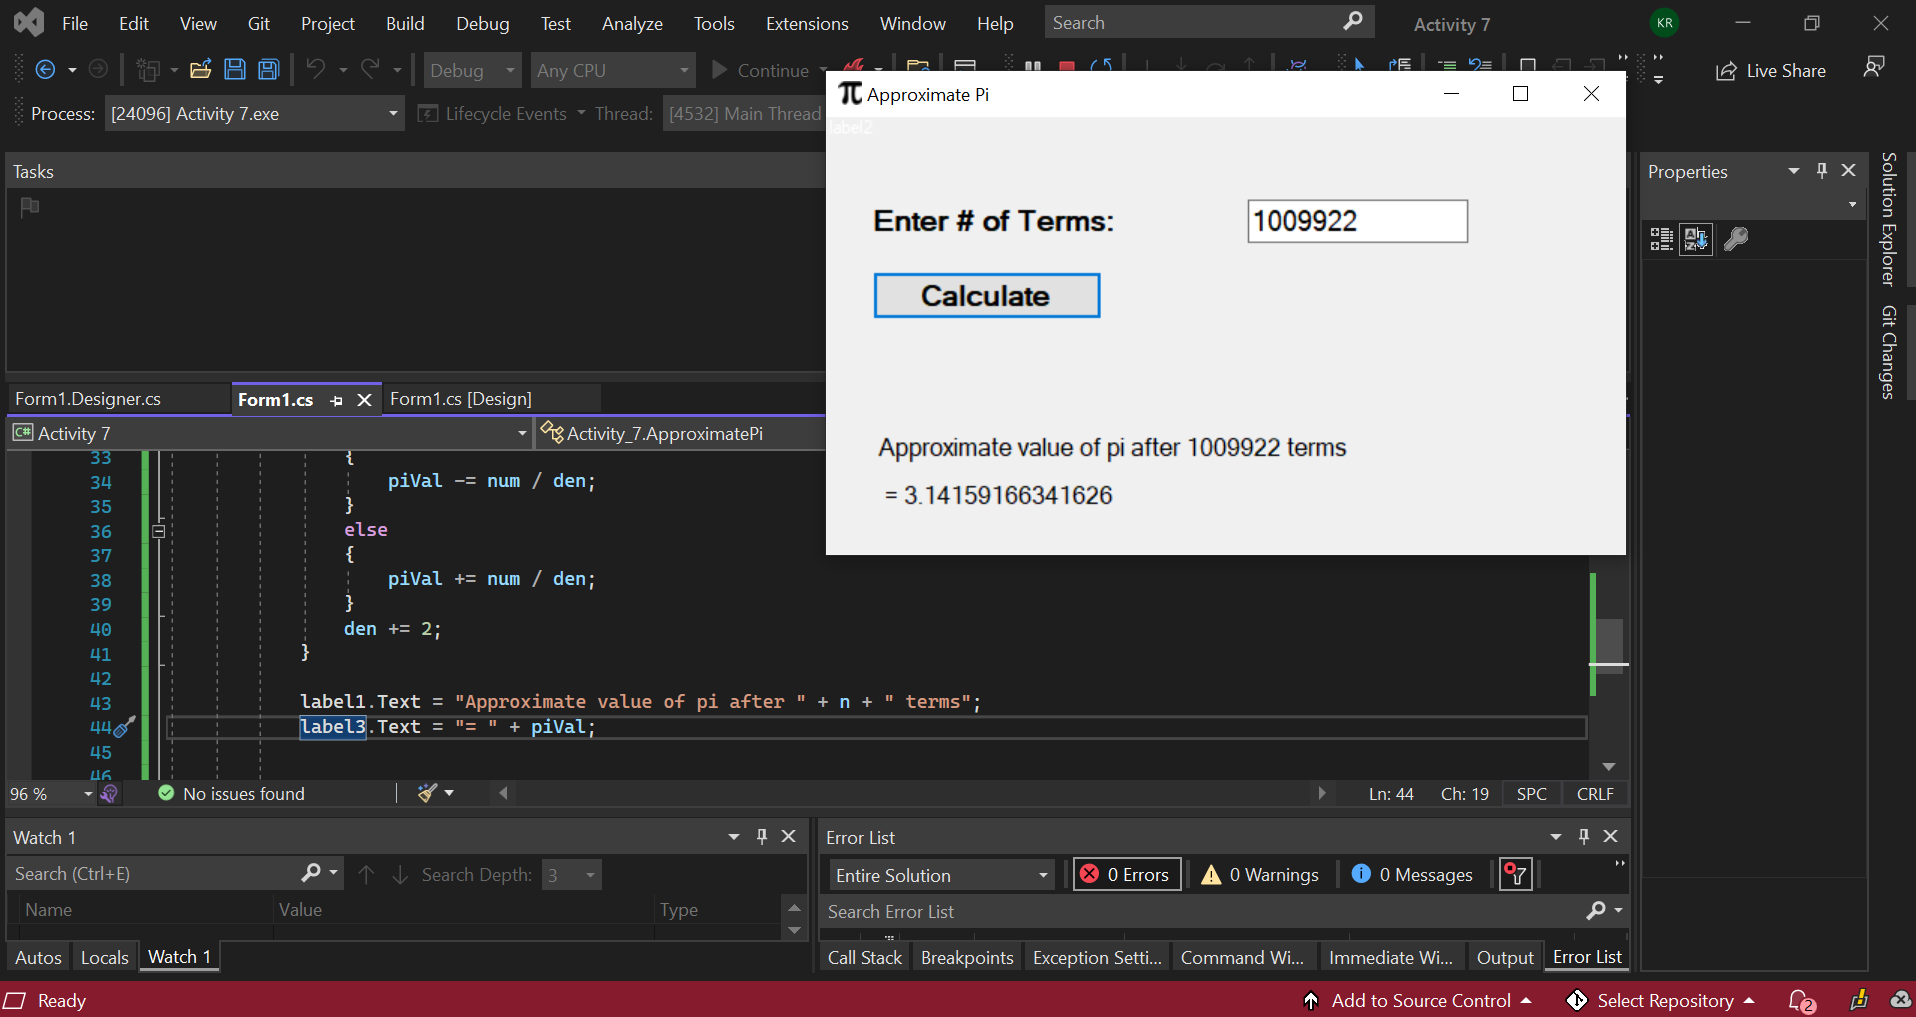 File Edit View Git Project Build Debug Test Analyze Tools Extensions Window Help Search Activity 7 KR
Debug Any CPU Continue Live Share
Process: [24096] Activity 7.exe Lifecycle Events Thread: [4532] Main Thread
Approximate Pi
label2
Enter # of Terms: 1009922
Calculate
Approximate value of pi after 1009922 terms
= 3.14159166341626
Tasks
Properties
Solution Explorer
Git Changes
Form1.Designer.cs Form1.cs Form1.cs [Design]
C# Activity 7 Activity_7.ApproximatePi
33 {
34 piVal -= num / den;
35 }
36 else
37 {
38 piVal += num / den;
39 }
40 den += 2;
41 }
42
43 label1.Text = "Approximate value of pi after " + n + " terms";
44 label3.Text = "= " + piVal;
45
46
96 % No issues found Ln: 44 Ch: 19 SPC CRLF
Watch 1
Search (Ctrl+E) Search Depth: 3
Name Value Type
Autos Locals Watch 1
Error List
Entire Solution 0 Errors 0 Warnings 0 Messages
Search Error List
Call Stack Breakpoints Exception Setti... Command Wi... Immediate Wi... Output Error List
Ready Add to Source Control Select Repository 2